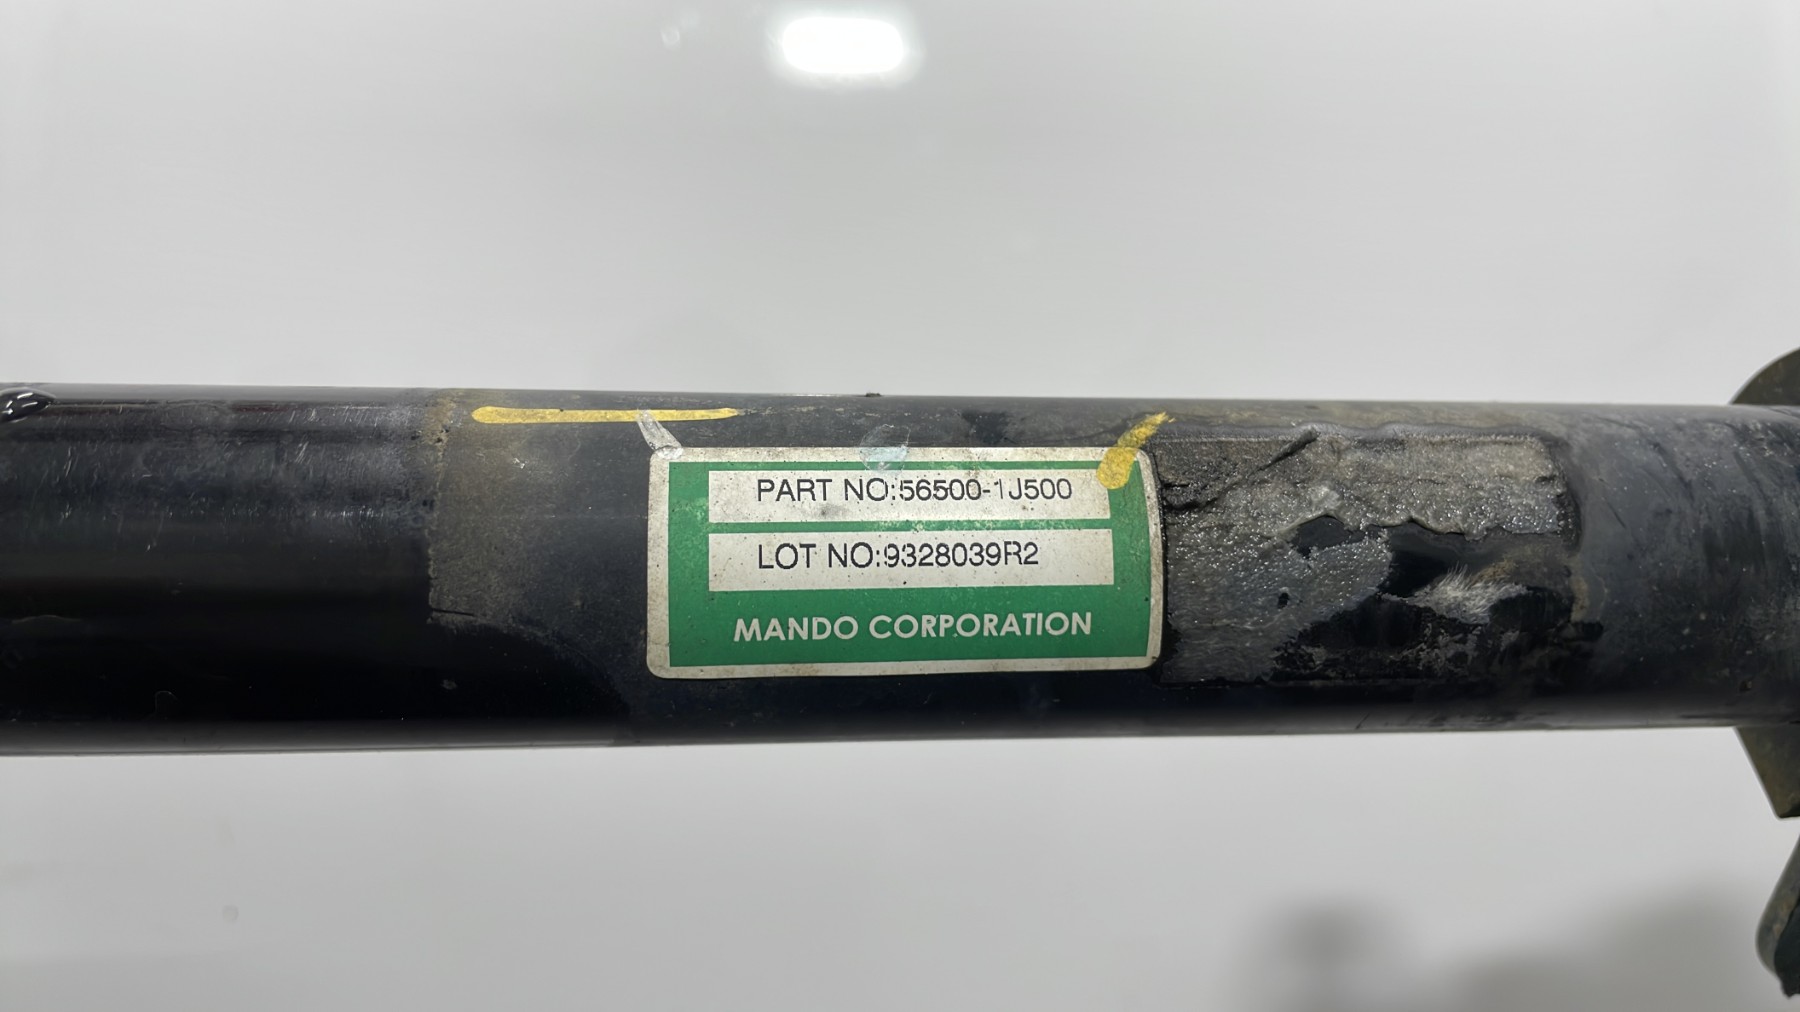 PART NO:56500-1J500
LOT NO:9328039R2
MANDO CORPORATION